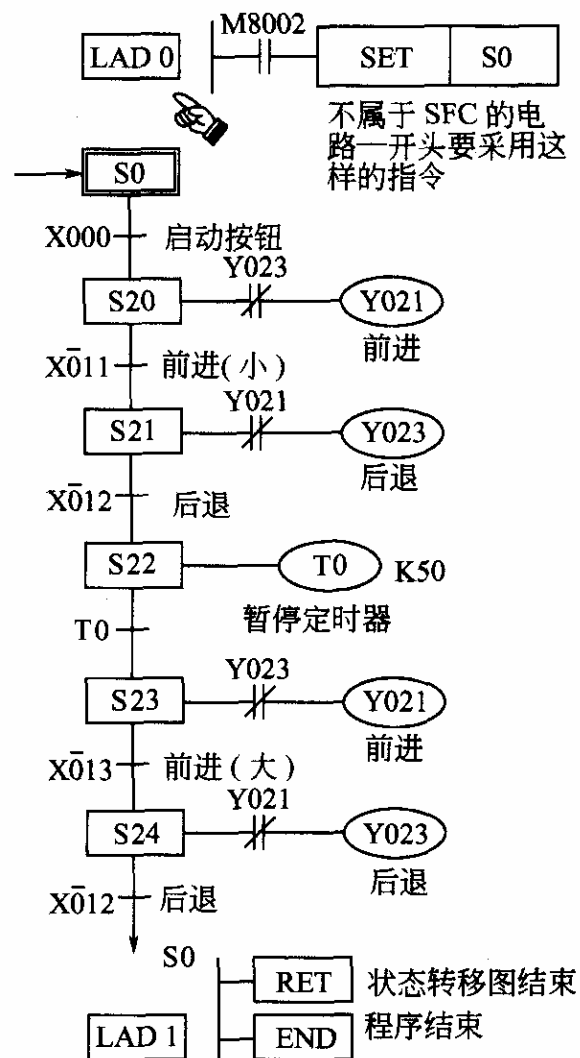 M8002
LAD 0
SET
S0
不属于 SFC 的电
路一开头要采用这
样的指令
S0
X000
启动按钮
Y023
S20
Y021
前进
X̄011
前进(小)
Y021
S21
Y023
后退
X̄012
后退
S22
T0
K50
暂停定时器
T0
Y023
S23
Y021
前进
X̄013
前进(大)
Y021
S24
Y023
后退
X̄012
后退
S0
RET
状态转移图结束
LAD 1
END
程序结束